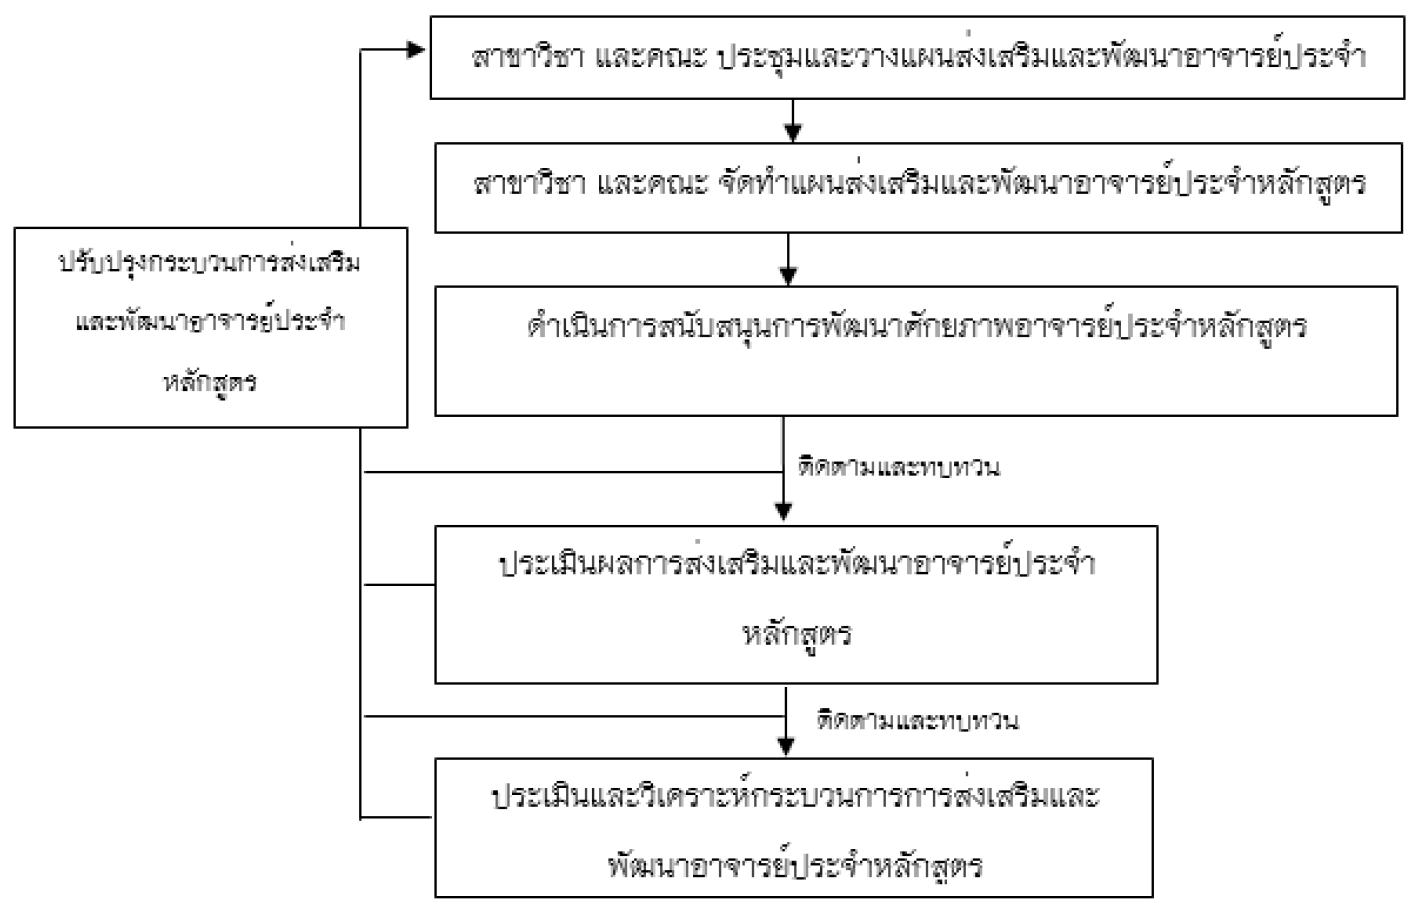 สาขาวิชา และคณะ ประชุมและวางแผนส่งเสริมและพัฒนาอาจารย์ประจำ
สาขาวิชา และคณะ จัดทำแผนส่งเสริมและพัฒนาอาจารย์ประจำหลักสูตร
ปรับปรุงกระบวนการส่งเสริม
และพัฒนาอาจารย์ประจำ
หลักสูตร
ดำเนินการสนับสนุนการพัฒนาศักยภาพอาจารย์ประจำหลักสูตร
ติดตามและทบทวน
ประเมินผลการส่งเสริมและพัฒนาอาจารย์ประจำ
หลักสูตร
ติดตามและทบทวน
ประเมินและวิเคราะห์กระบวนการการส่งเสริมและ
พัฒนาอาจารย์ประจำหลักสูตร